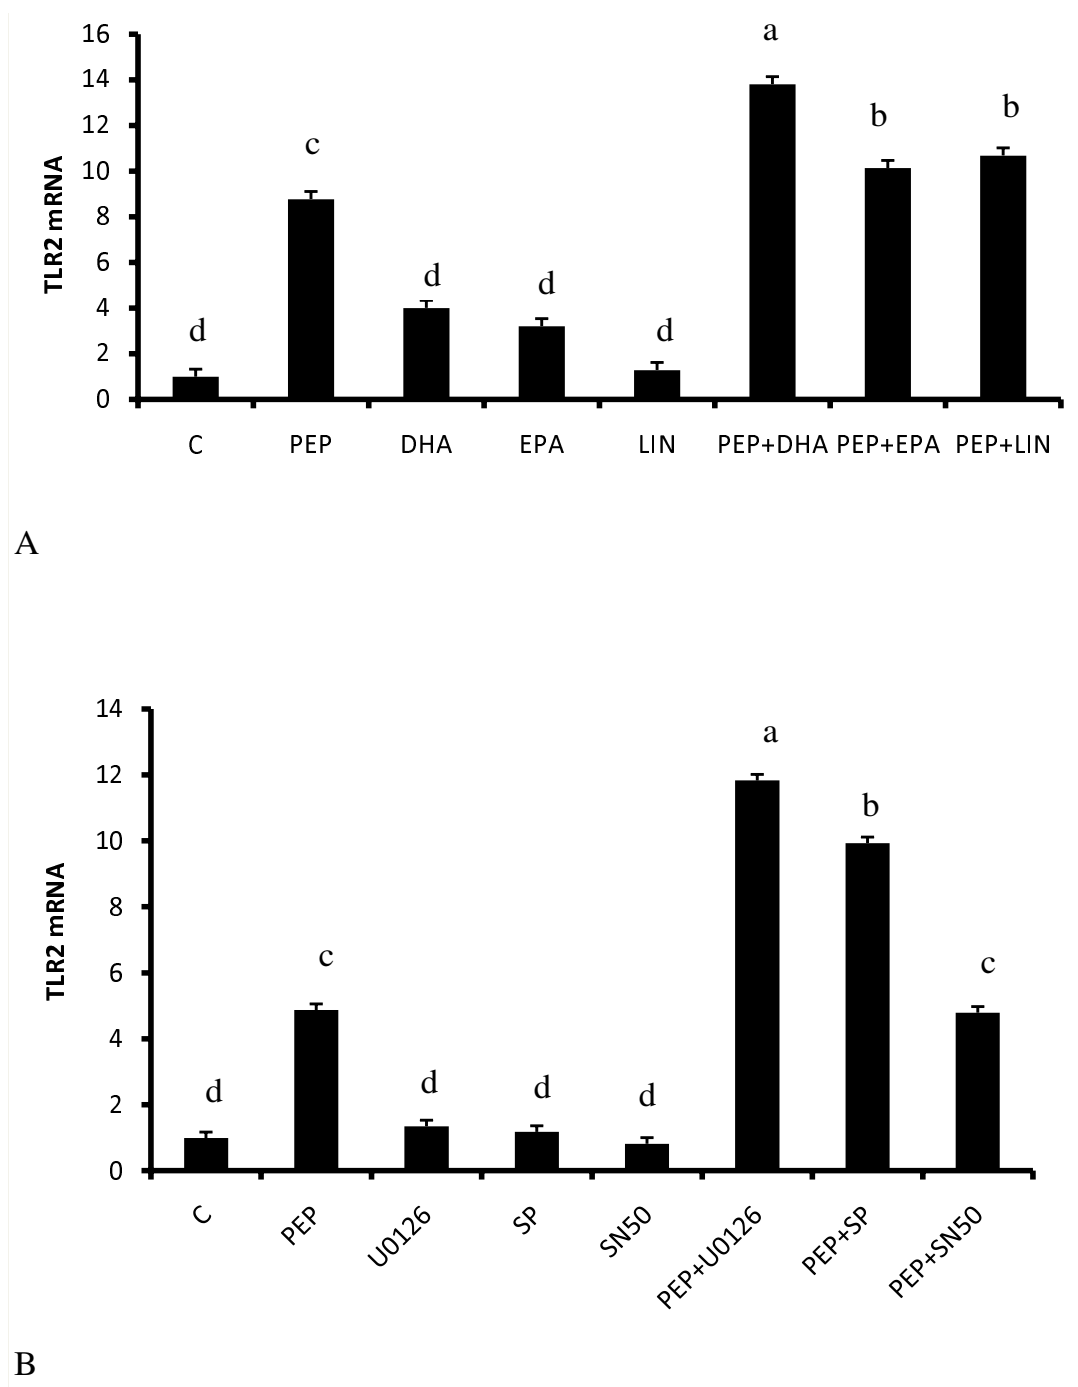 16
14
12
10
8
6
4
2
0
TLR2 mRNA
d
c
d
d
d
a
b
b
C PEP DHA EPA LIN PEP+DHA PEP+EPA PEP+LIN
A
14
12
10
8
6
4
2
0
TLR2 mRNA
d
c
d
d
d
a
b
c
C PEP U0126 SP SN50 PEP+U0126 PEP+SP PEP+SN50
B